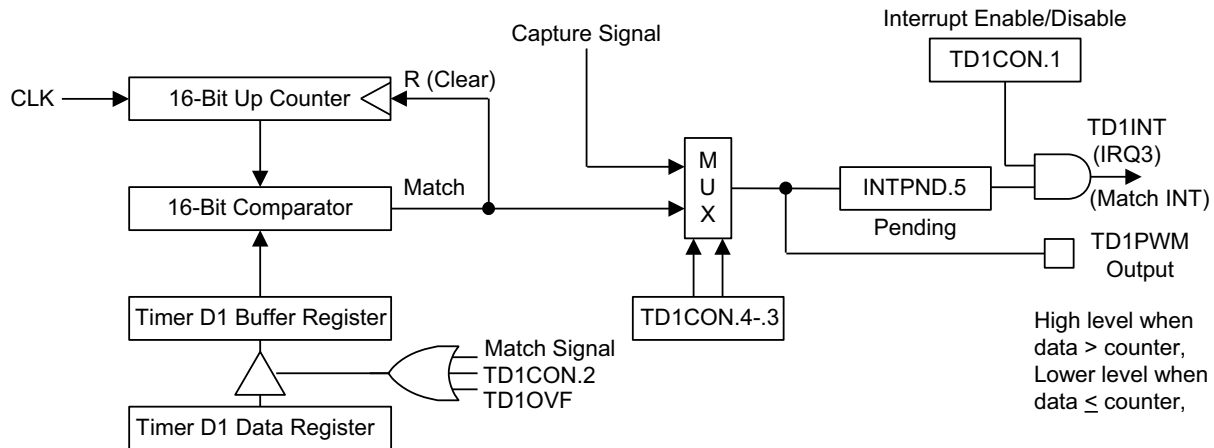 Interrupt Enable/Disable
Capture Signal
TD1CON.1
R (Clear)
CLK
16-Bit Up Counter
M
U
X
TD1INT
(IRQ3)
(Match INT)
16-Bit Comparator
Match
INTPND.5
Pending
TD1PWM
Output
Timer D1 Buffer Register
TD1CON.4-.3
High level when
data > counter,
Lower level when
data ≤ counter,
Match Signal
TD1CON.2
TD1OVF
Timer D1 Data Register